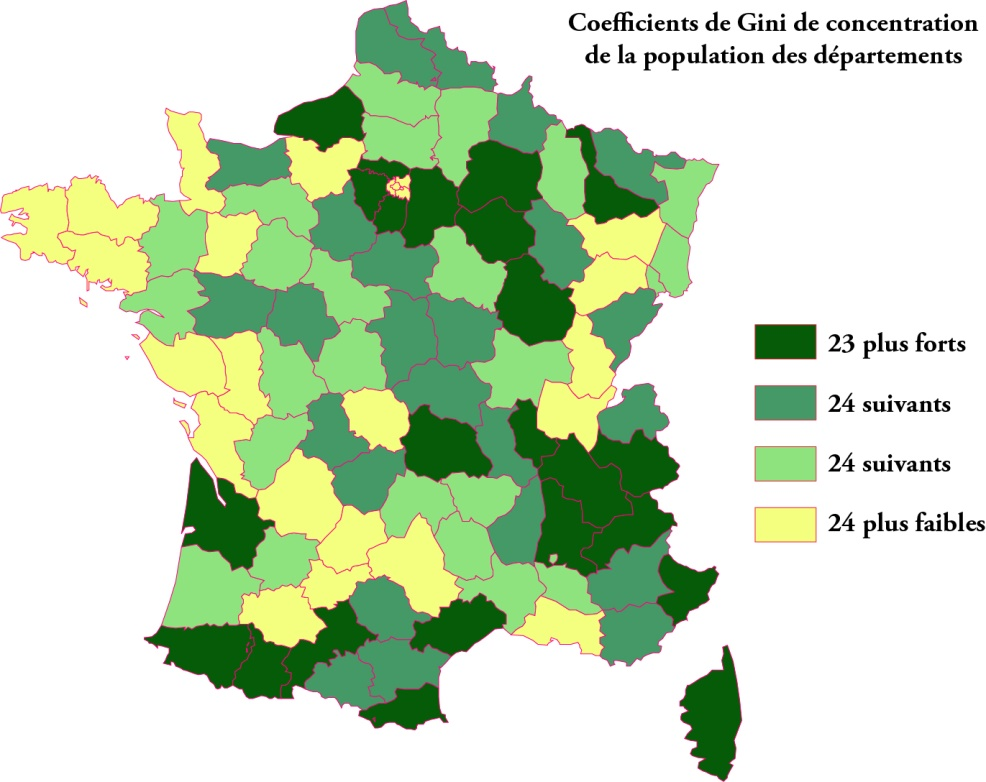 Coefficients de Gini de concentration
de la population des départements
23 plus forts
24 suivants
24 suivants
24 plus faibles